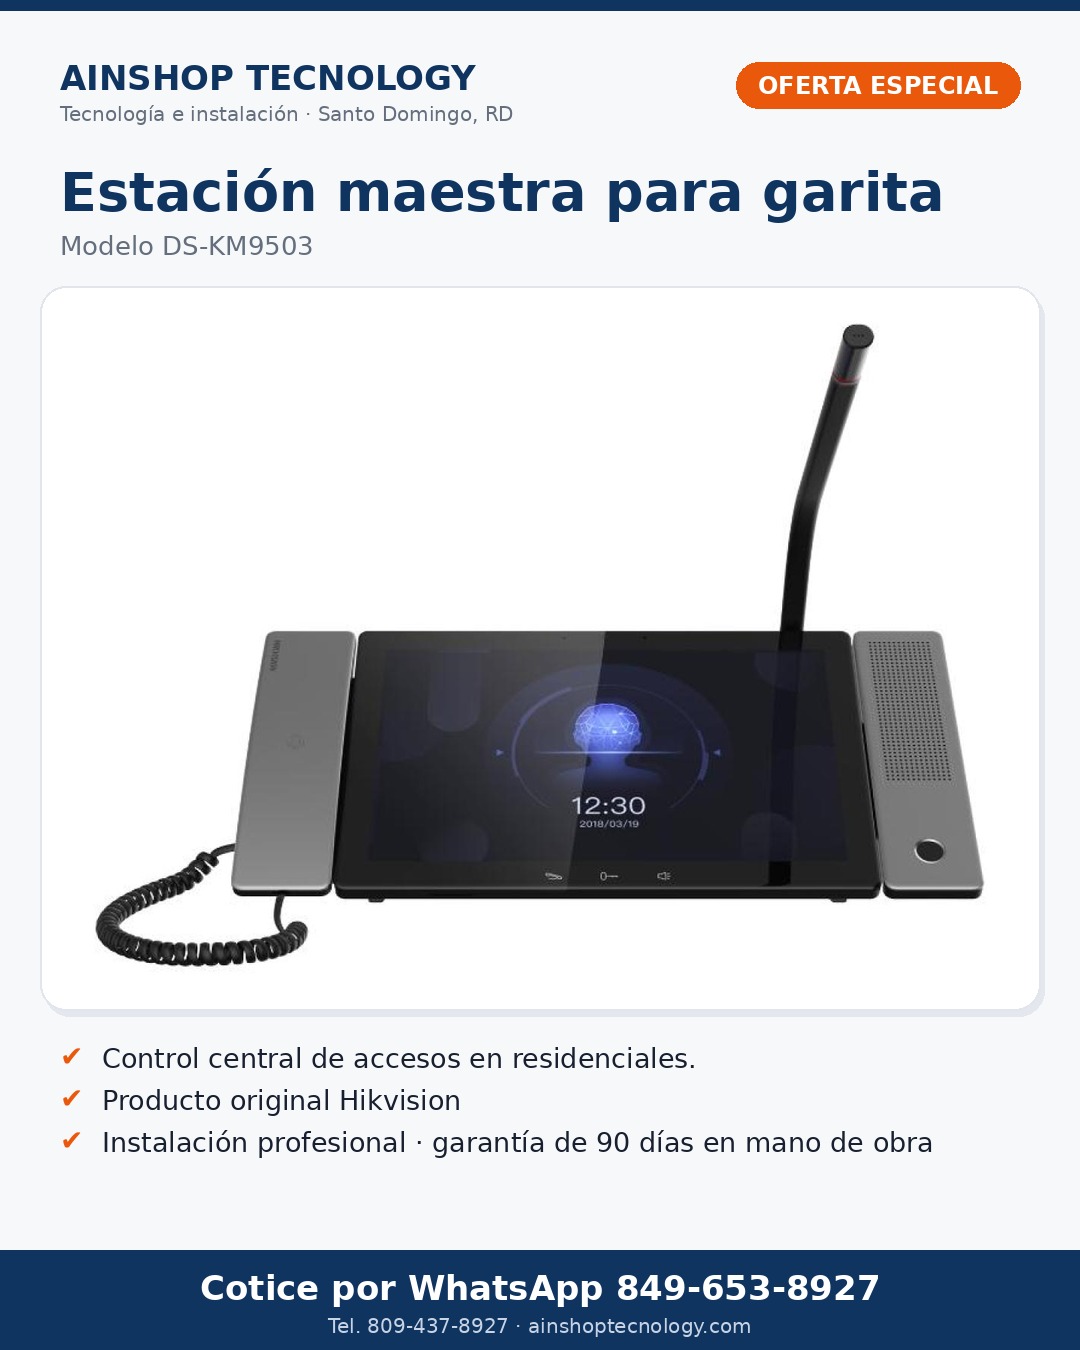 AINSHOP TECNOLOGY
OFERTA ESPECIAL
Tecnología e instalación · Santo Domingo, RD
Estación maestra para garita
Modelo DS-KM9503
HIKVISION
12:30
2018/03/19
✔ Control central de accesos en residenciales.
✔ Producto original Hikvision
✔ Instalación profesional · garantía de 90 días en mano de obra
Cotice por WhatsApp 849-653-8927
Tel. 809-437-8927 · ainshoptecnology.com